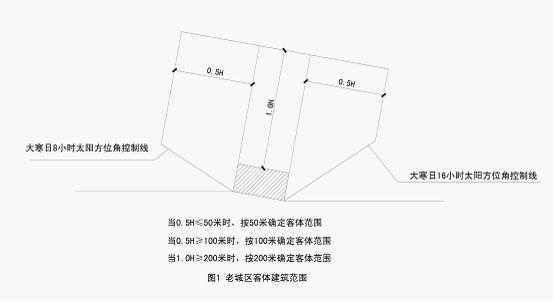 0.5H
0.5H
1.0H
大寒日8小时太阳方位角控制线
大寒日16小时太阳方位角控制线
当0.5H≤50米时，按50米确定客体范围
当0.5H≥100米时，按100米确定客体范围
当1.0H≥200米时，按200米确定客体范围
图1 老城区客体建筑范围